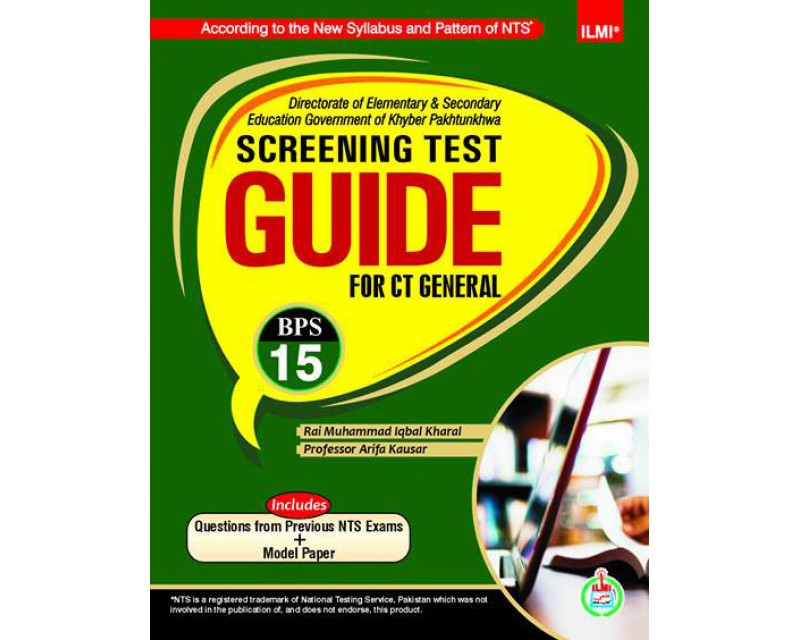 According to the New Syllabus and Pattern of NTS*
ILMI®
Directorate of Elementary & Secondary
Education Government of Khyber Pakhtunkhwa
SCREENING TEST
GUIDE
FOR CT GENERAL
BPS
15
Rai Muhammad Iqbal Kharal
Professor Arifa Kausar
Includes
Questions from Previous NTS Exams
+
Model Paper
*NTS is a registered trademark of National Testing Service, Pakistan which was not
involved in the publication of, and does not endorse, this product.
ILMI